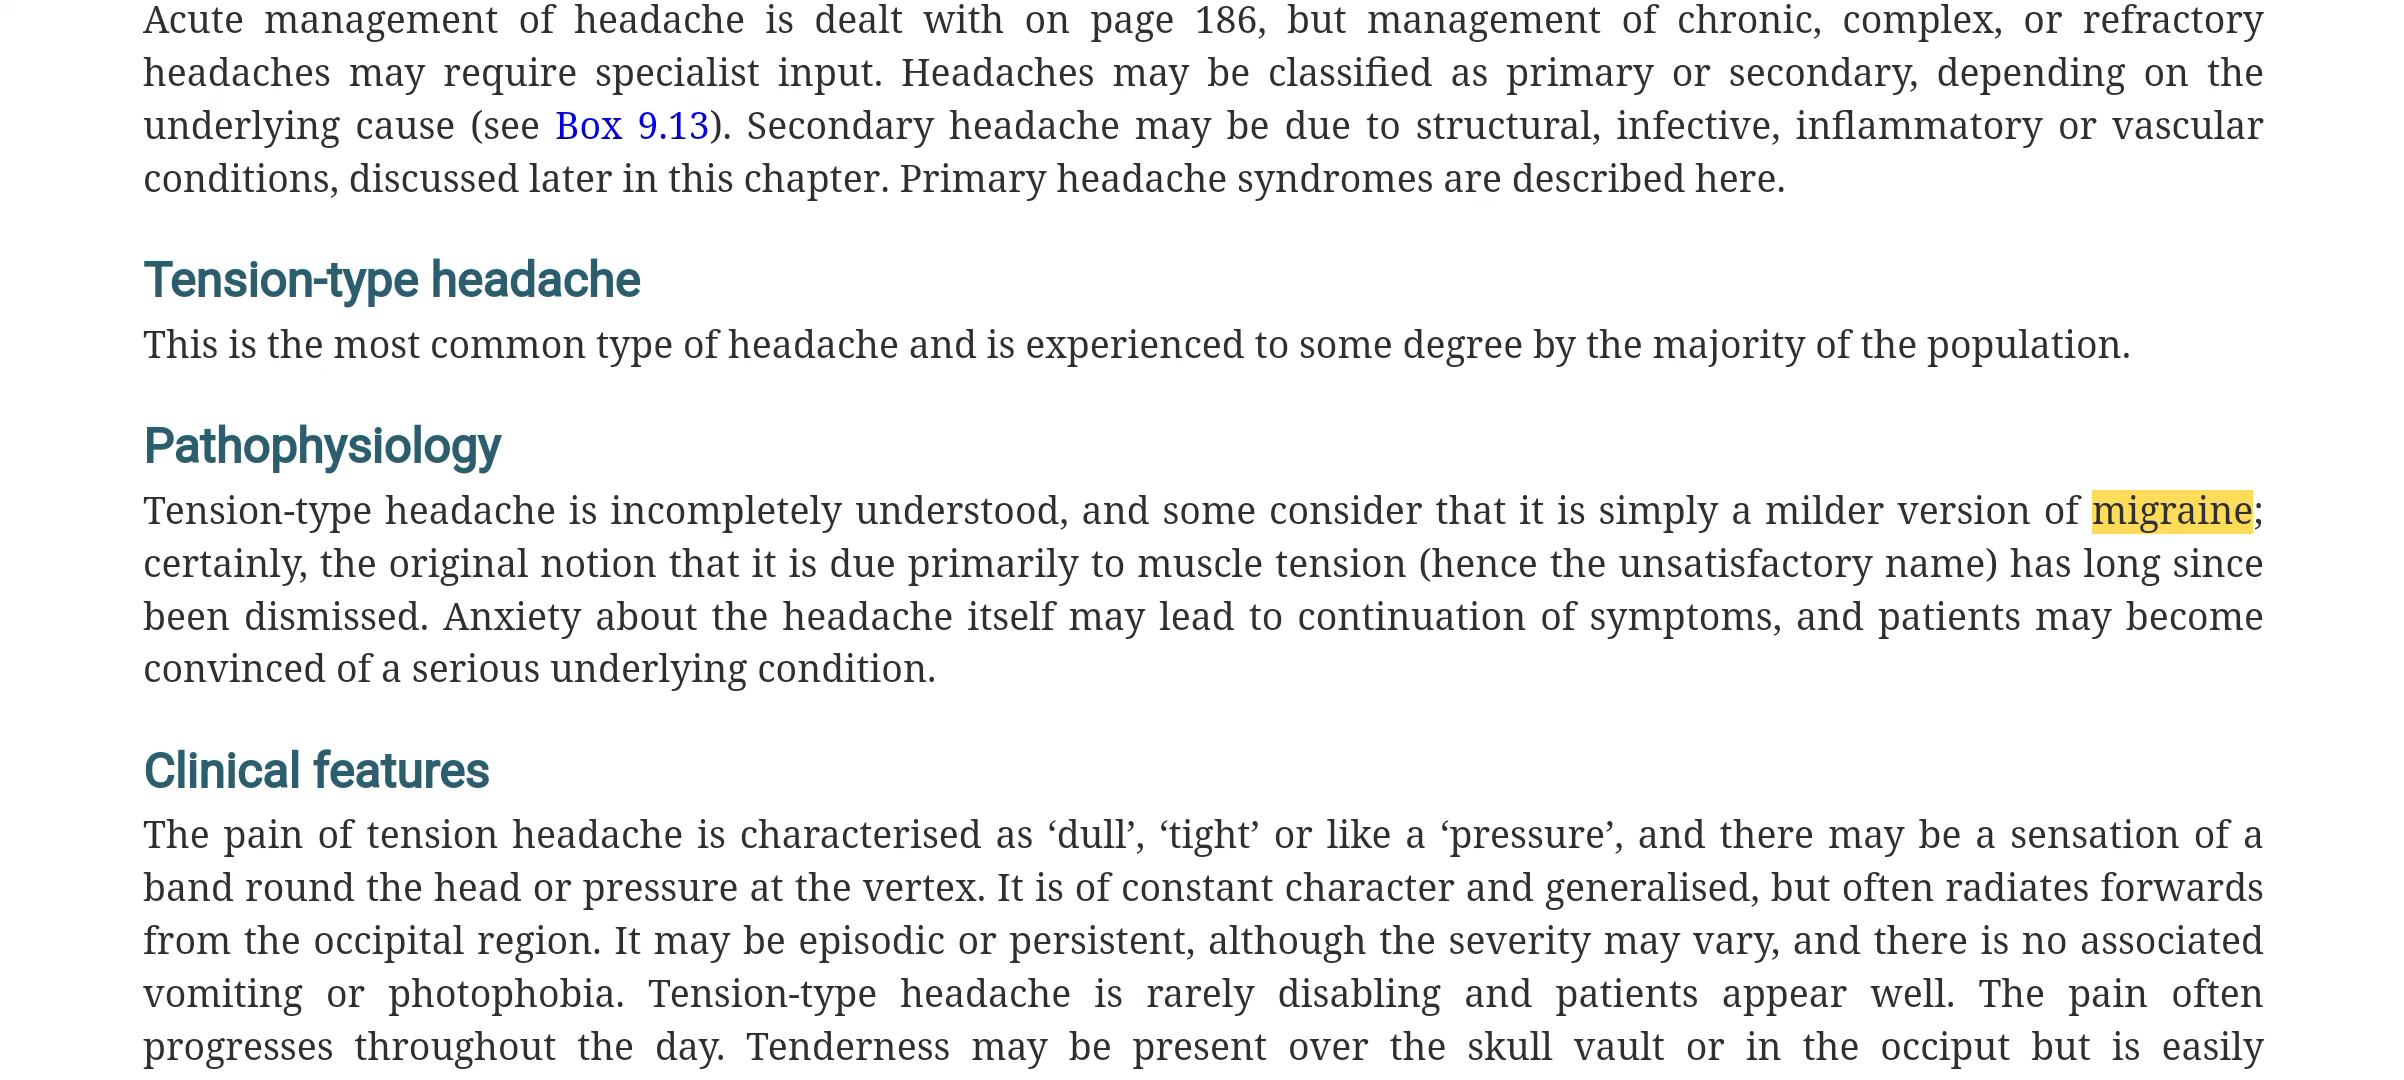 Acute management of headache is dealt with on page 186, but management of chronic, complex, or refractory
headaches may require specialist input. Headaches may be classified as primary or secondary, depending on the
underlying cause (see Box 9.13). Secondary headache may be due to structural, infective, inflammatory or vascular
conditions, discussed later in this chapter. Primary headache syndromes are described here.
Tension-type headache
This is the most common type of headache and is experienced to some degree by the majority of the population.
Pathophysiology
Tension-type headache is incompletely understood, and some consider that it is simply a milder version of migraine;
certainly, the original notion that it is due primarily to muscle tension (hence the unsatisfactory name) has long since
been dismissed. Anxiety about the headache itself may lead to continuation of symptoms, and patients may become
convinced of a serious underlying condition.
Clinical features
The pain of tension headache is characterised as ‘dull’, ‘tight’ or like a ‘pressure’, and there may be a sensation of a
band round the head or pressure at the vertex. It is of constant character and generalised, but often radiates forwards
from the occipital region. It may be episodic or persistent, although the severity may vary, and there is no associated
vomiting or photophobia. Tension-type headache is rarely disabling and patients appear well. The pain often
progresses throughout the day. Tenderness may be present over the skull vault or in the occiput but is easily